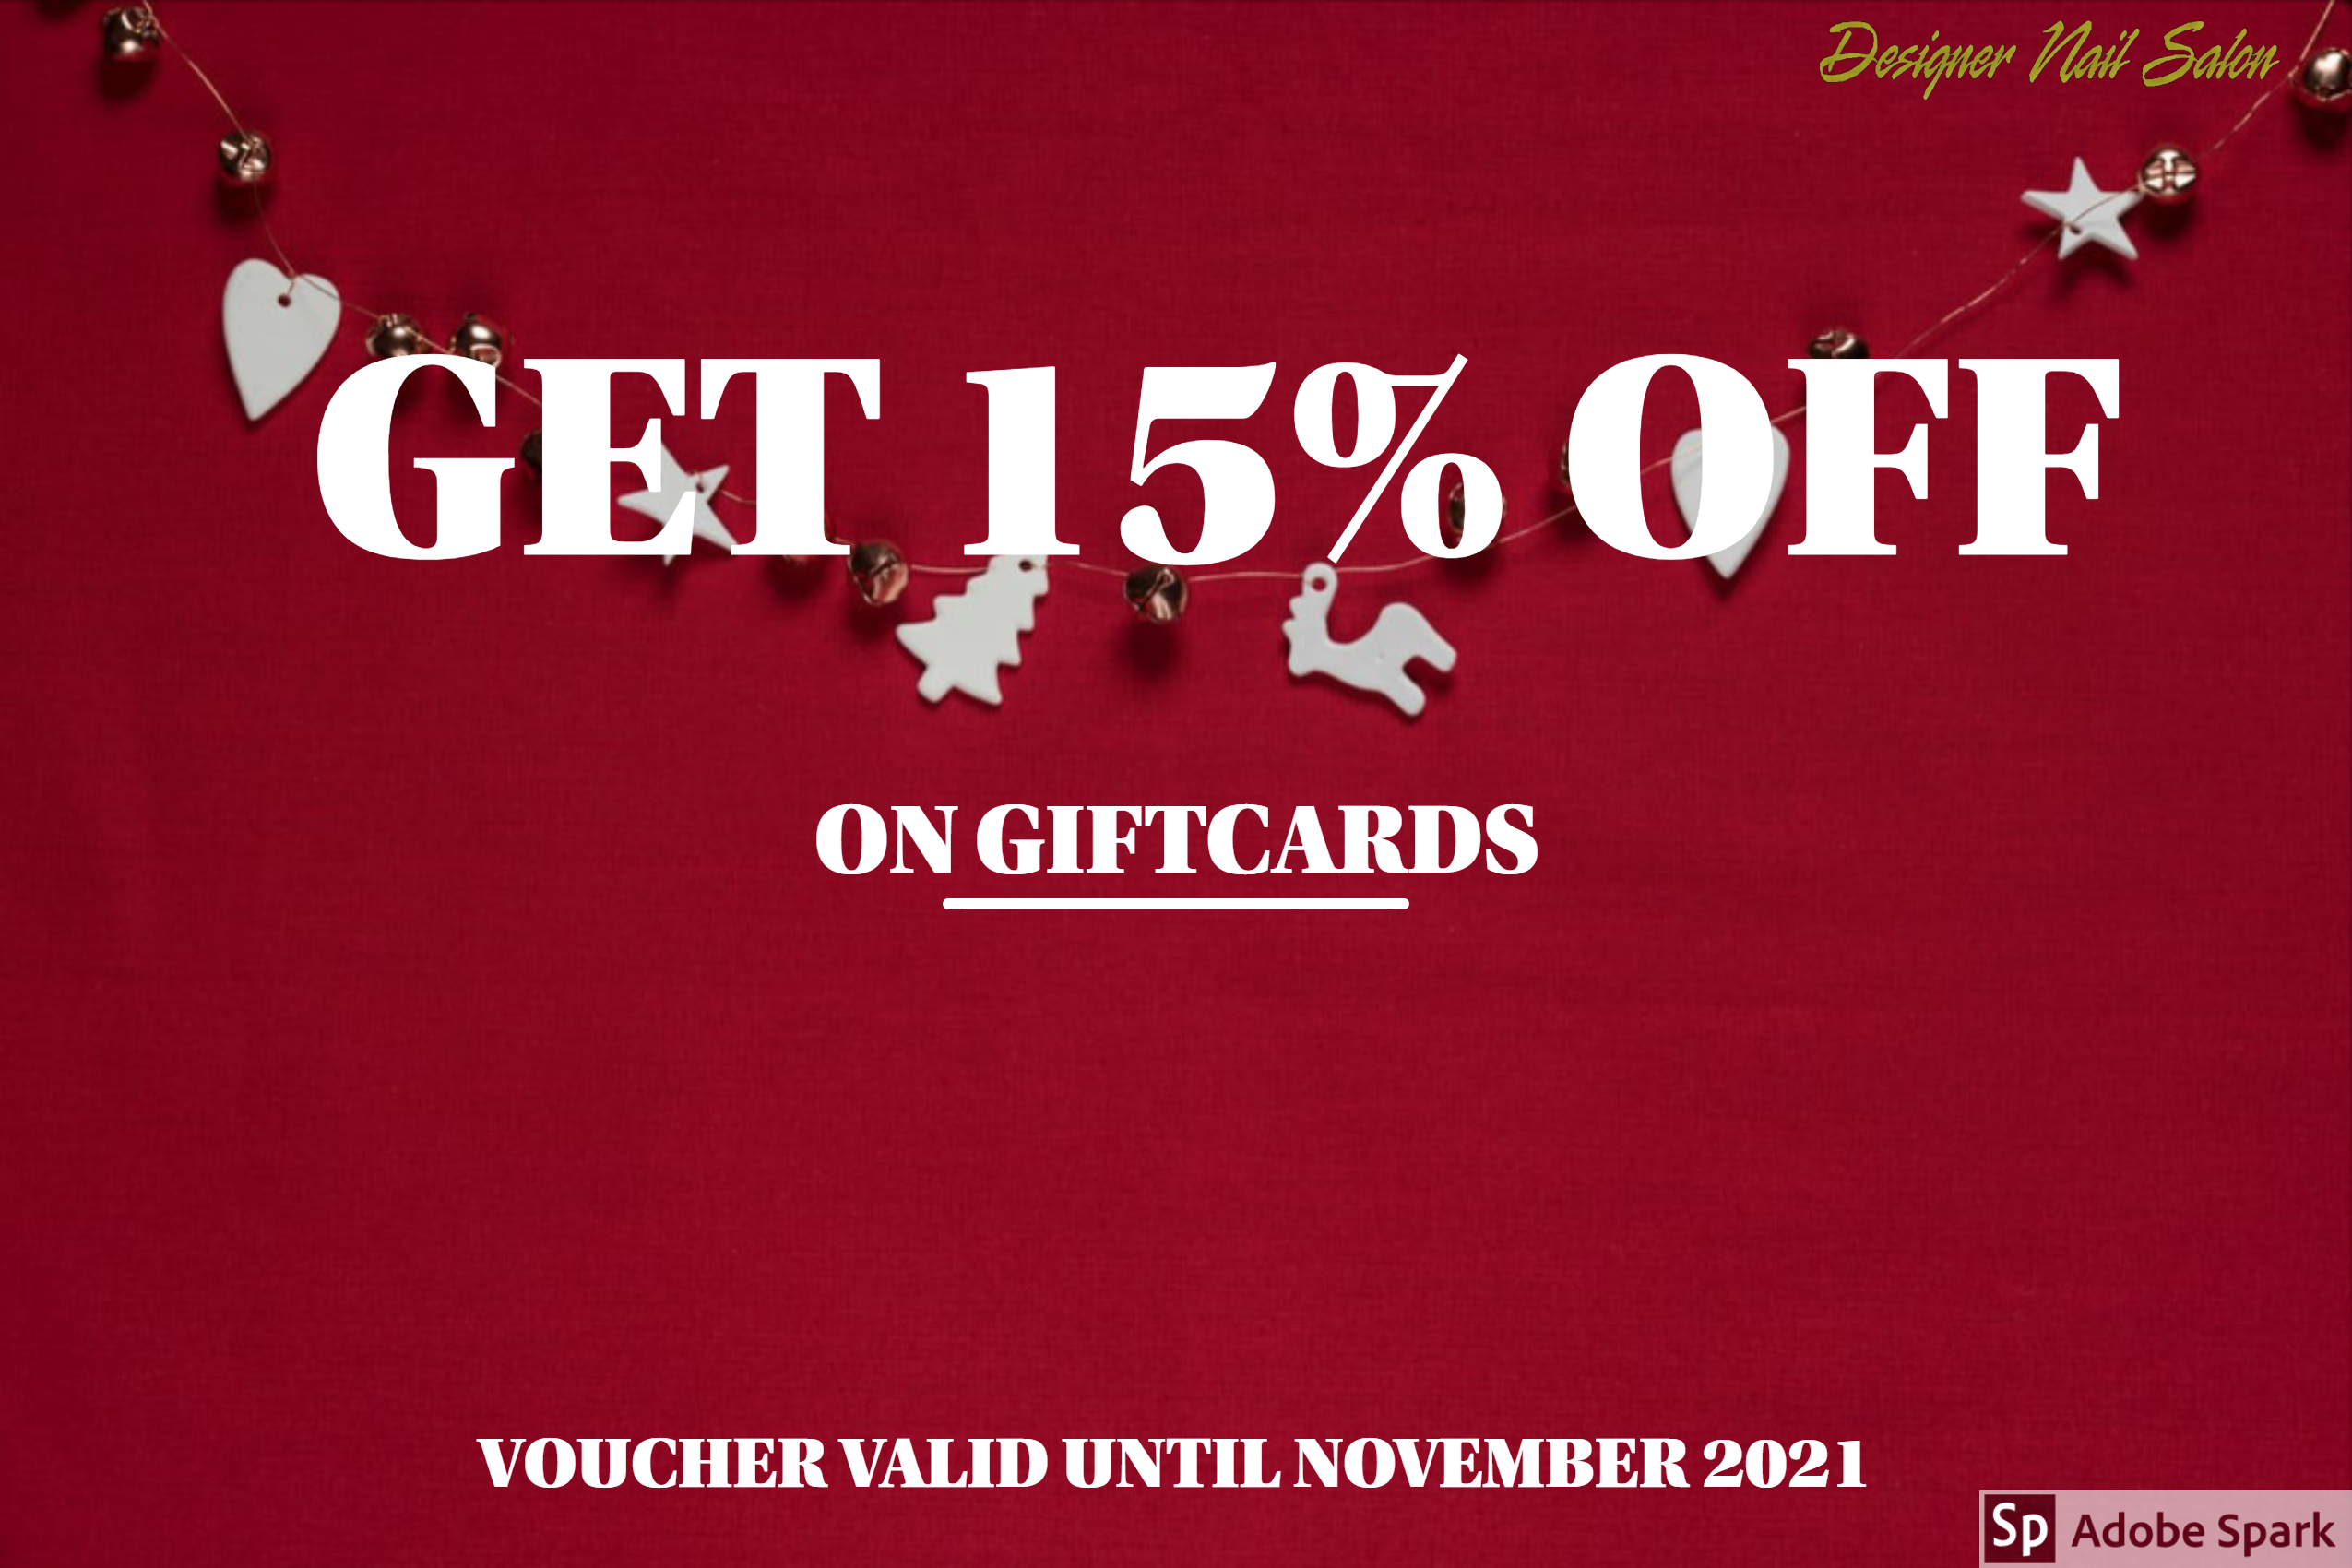 Designer Nail Salon
GET 15% OFF
ON GIFTCARDS
VOUCHER VALID UNTIL NOVEMBER 2021
Sp Adobe Spark